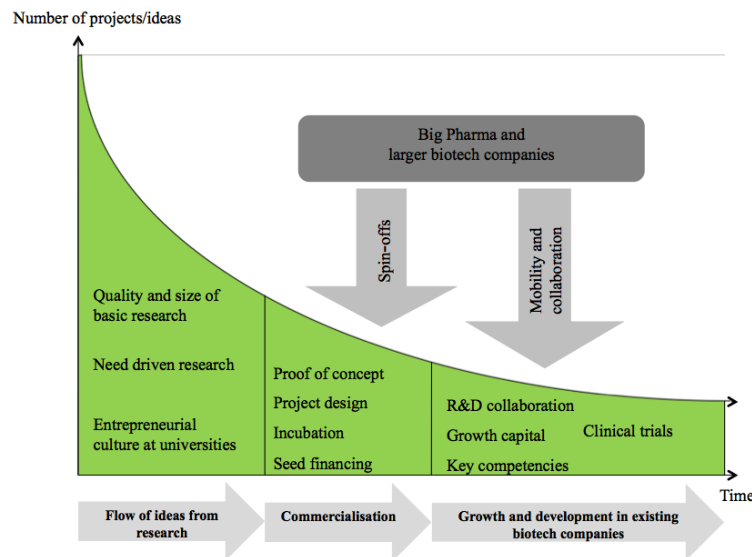 Number of projects/ideas
Big Pharma and
larger biotech companies
Spin-offs
Mobility and
collaboration
Quality and size of
basic research
Need driven research
Entrepreneurial
culture at universities
Proof of concept
Project design
Incubation
Seed financing
R&D collaboration
Growth capital
Key competencies
Clinical trials
Time
Flow of ideas from
research
Commercialisation
Growth and development in existing
biotech companies